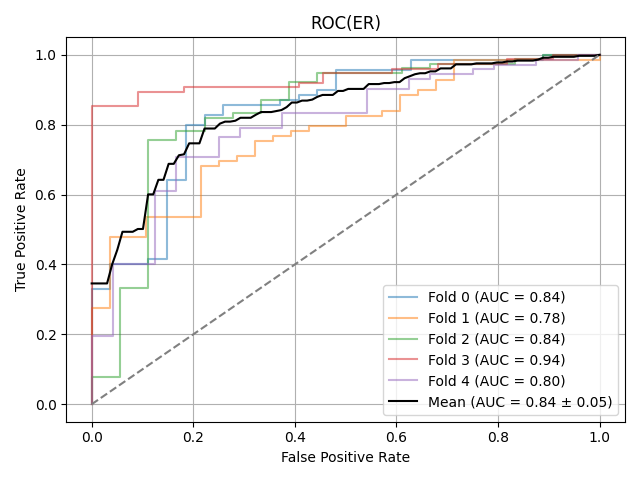 ROC(ER)
True Positive Rate
1.0
0.8
0.6
0.4
0.2
0.0
Fold 0 (AUC = 0.84)
Fold 1 (AUC = 0.78)
Fold 2 (AUC = 0.84)
Fold 3 (AUC = 0.94)
Fold 4 (AUC = 0.80)
Mean (AUC = 0.84 ± 0.05)
0.0 0.2 0.4 0.6 0.8 1.0
False Positive Rate